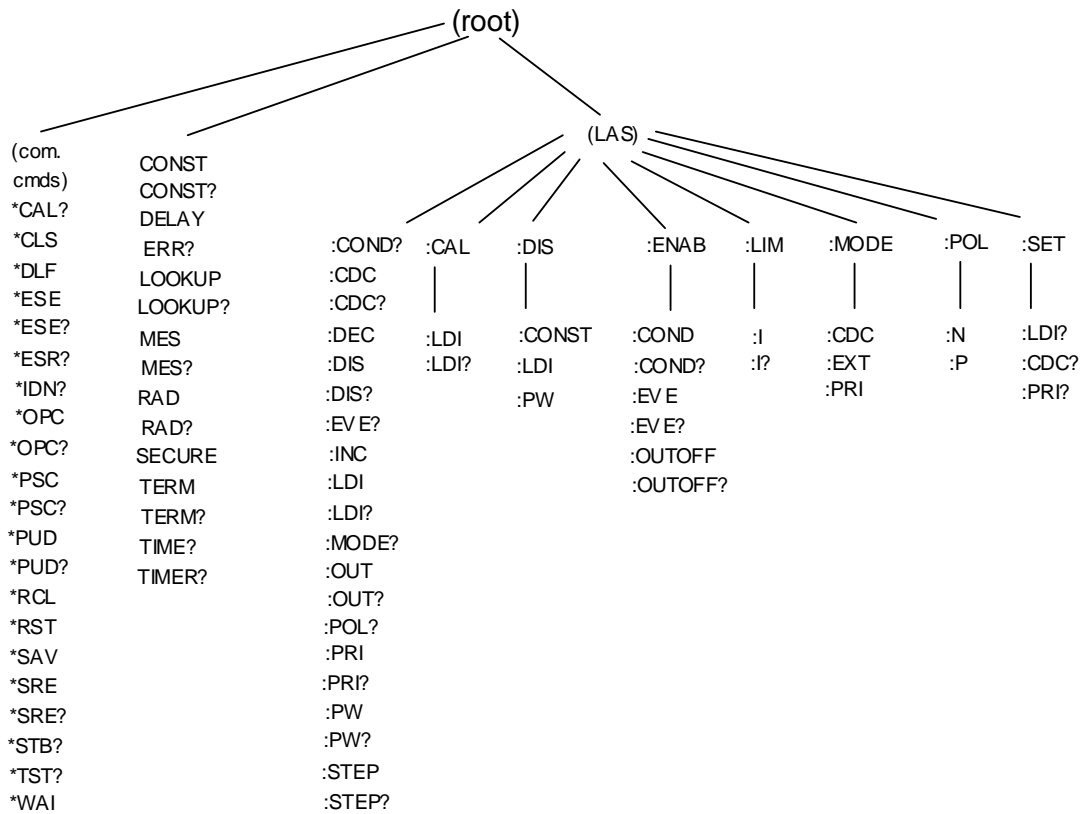 (root)
(LAS)
(com.
cmds)
*CAL?
*CLS
*DLF
*ESE
*ESE?
*ESR?
*IDN?
*OPC
*OPC?
*PSC
*PSC?
*PUD
*PUD?
*RCL
*RST
*SAV
*SRE
*SRE?
*STB?
*TST?
*WAI
CONST
CONST?
DELAY
ERR?
LOOKUP
LOOKUP?
MES
MES?
RAD
RAD?
SECURE
TERM
TERM?
TIME?
TIMER?
:COND?
:CDC
:CDC?
:DEC
:DIS
:DIS?
:EVE?
:INC
:LDI
:LDI?
:MODE?
:OUT
:OUT?
:POL?
:PRI
:PRI?
:PW
:PW?
:STEP
:STEP?
:CAL
:LDI
:LDI?
:DIS
:CONST
:LDI
:PW
:ENAB
:COND
:COND?
:EVE
:EVE?
:OUTOFF
:OUTOFF?
:LIM
:I
:I?
:MODE
:CDC
:EXT
:PRI
:POL
:N
:P
:SET
:LDI?
:CDC?
:PRI?